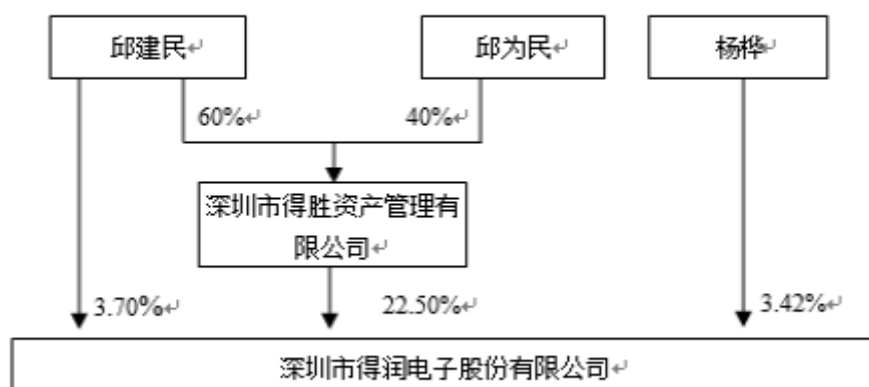 邱建民↵
邱为民↵
杨桦↵
60%↵
40%↵
深圳市得胜资产管理有
限公司↵
3.70%↵
22.50%↵
3.42%↵
深圳市得润电子股份有限公司↵